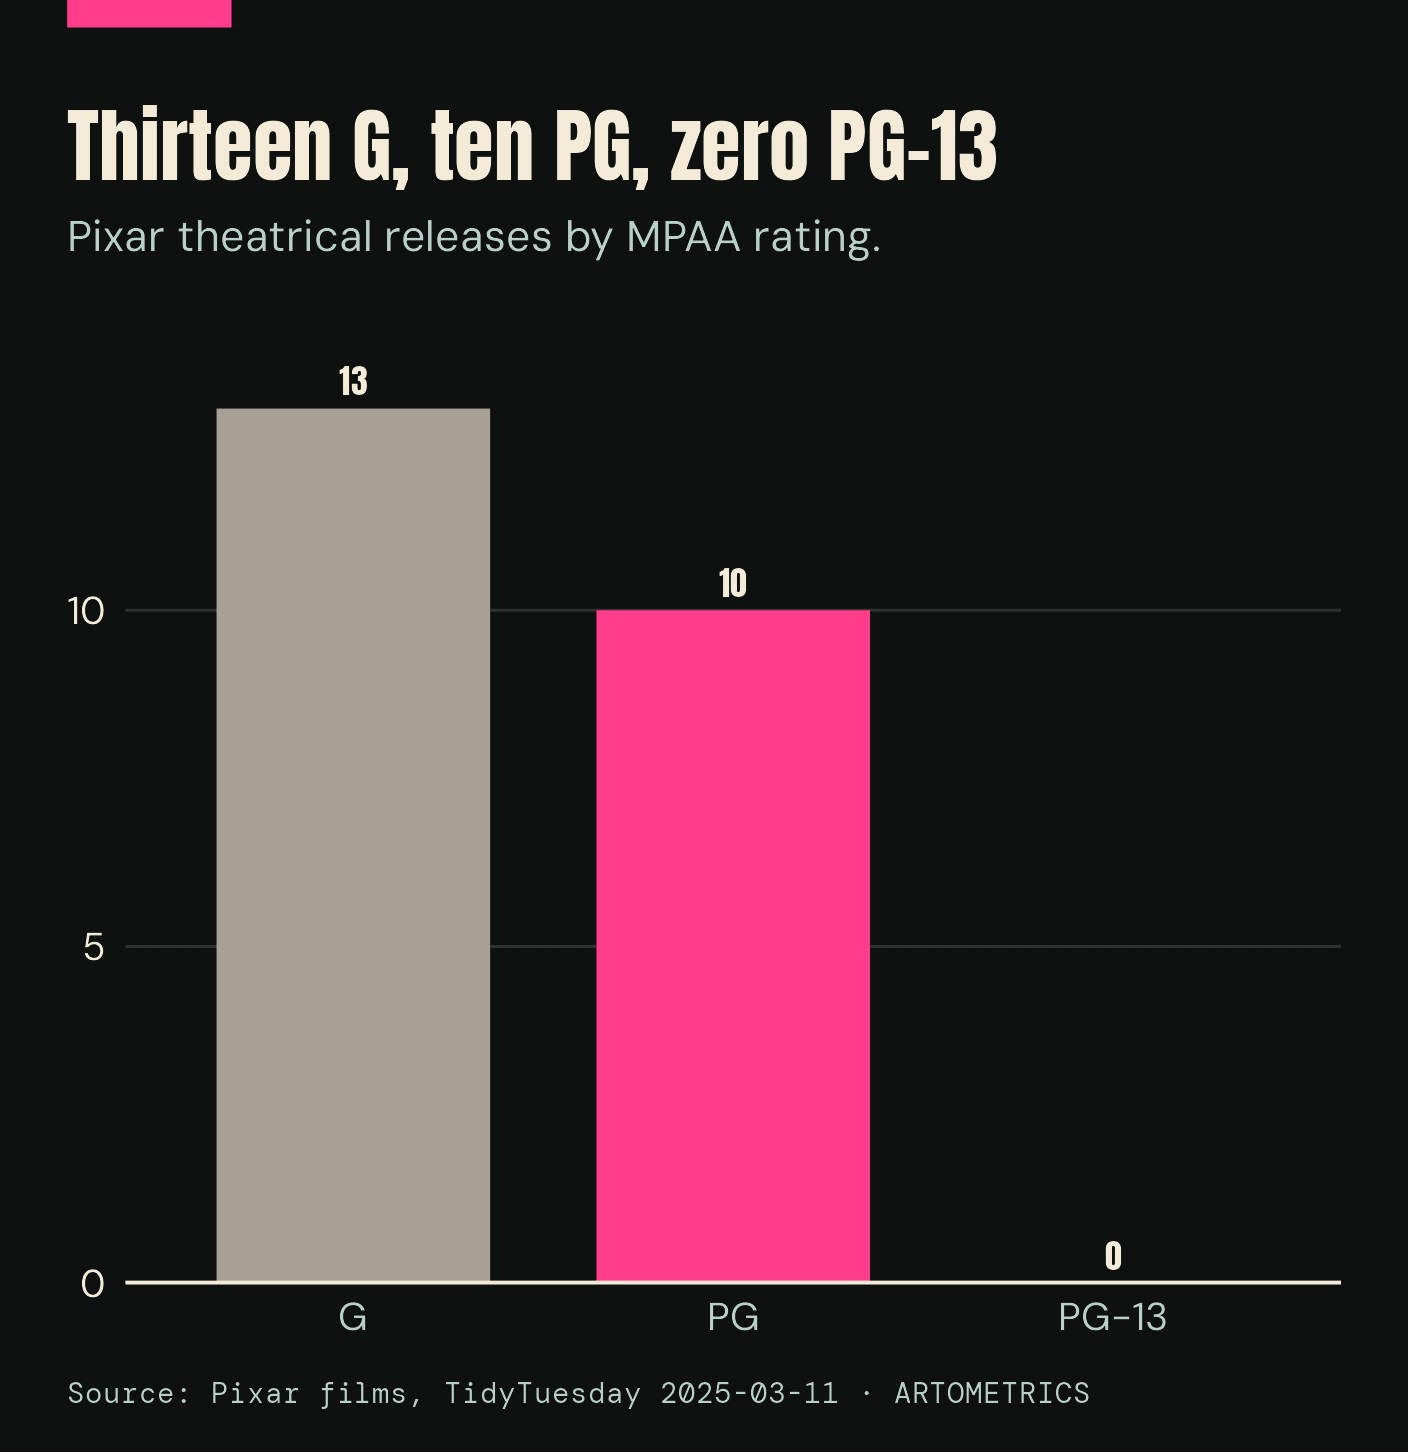 Thirteen G, ten PG, zero PG-13
Pixar theatrical releases by MPAA rating.
13
10
10
5
0
0
G PG PG-13
Source: Pixar films, TidyTuesday 2025-03-11 · ARTOMETRICS